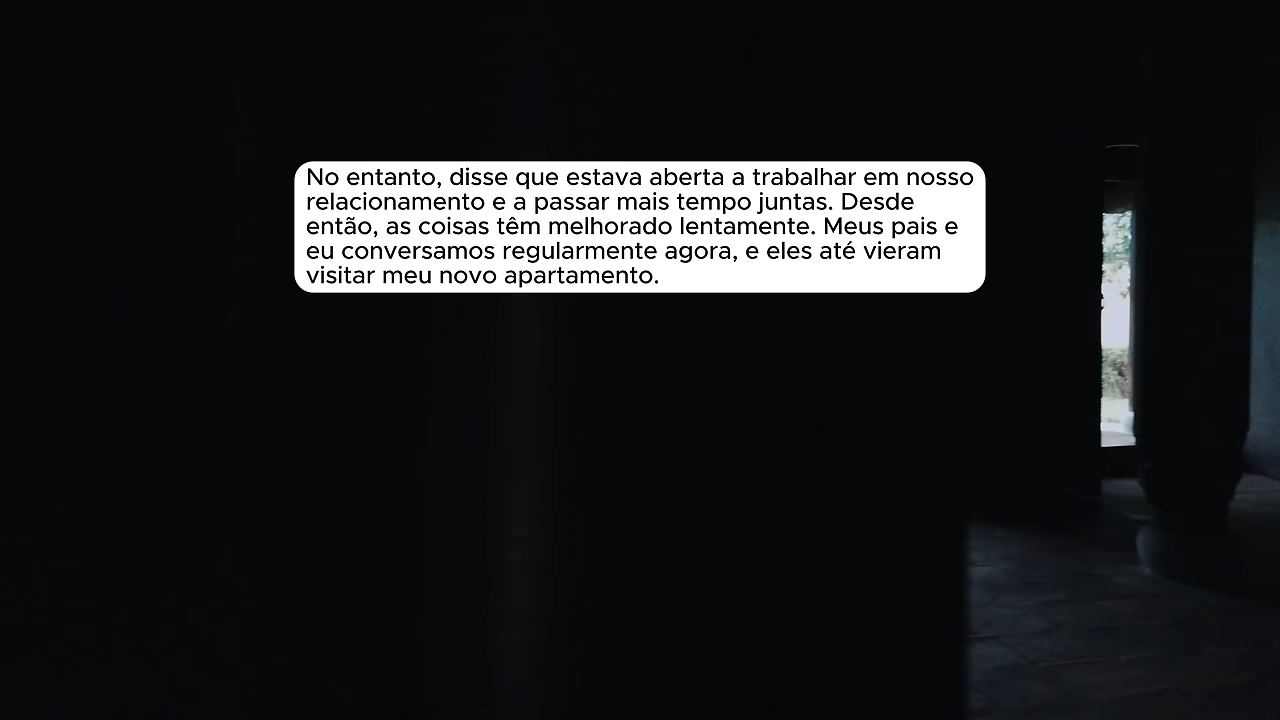 No entanto, disse que estava aberta a trabalhar em nosso
relacionamento e a passar mais tempo juntas. Desde
então, as coisas têm melhorado lentamente. Meus pais e
eu conversamos regularmente agora, e eles até vieram
visitar meu novo apartamento.